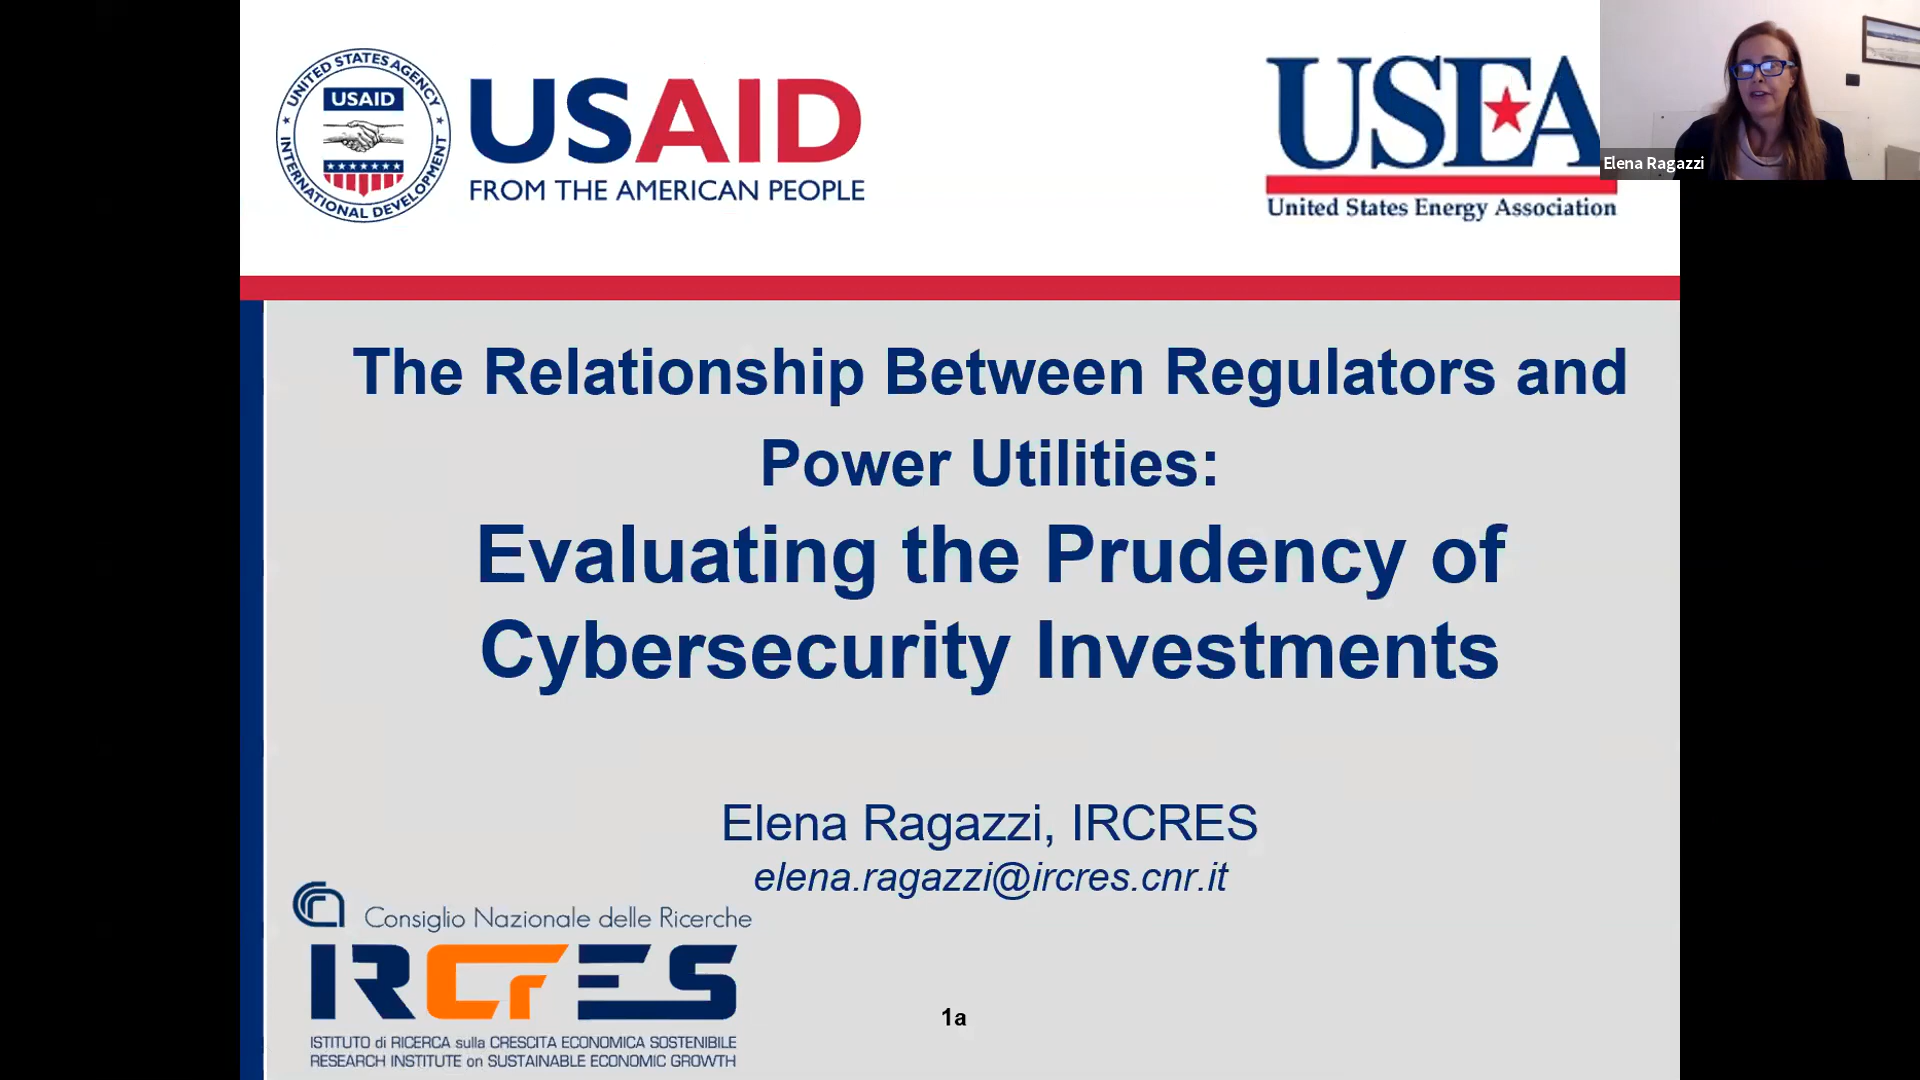 UNITED STATES AGENCY
USAID
INTERNATIONAL DEVELOPMENT
USAID
FROM THE AMERICAN PEOPLE
USEA
United States Energy Association
Elena Ragazzi
The Relationship Between Regulators and
Power Utilities:
Evaluating the Prudency of
Cybersecurity Investments
Elena Ragazzi, IRCRES
elena.ragazzi@ircres.cnr.it
Consiglio Nazionale delle Ricerche
IRCrES
ISTITUTO di RICERCA sulla CRESCITA ECONOMICA SOSTENIBILE
RESEARCH INSTITUTE on SUSTAINABLE ECONOMIC GROWTH
1a